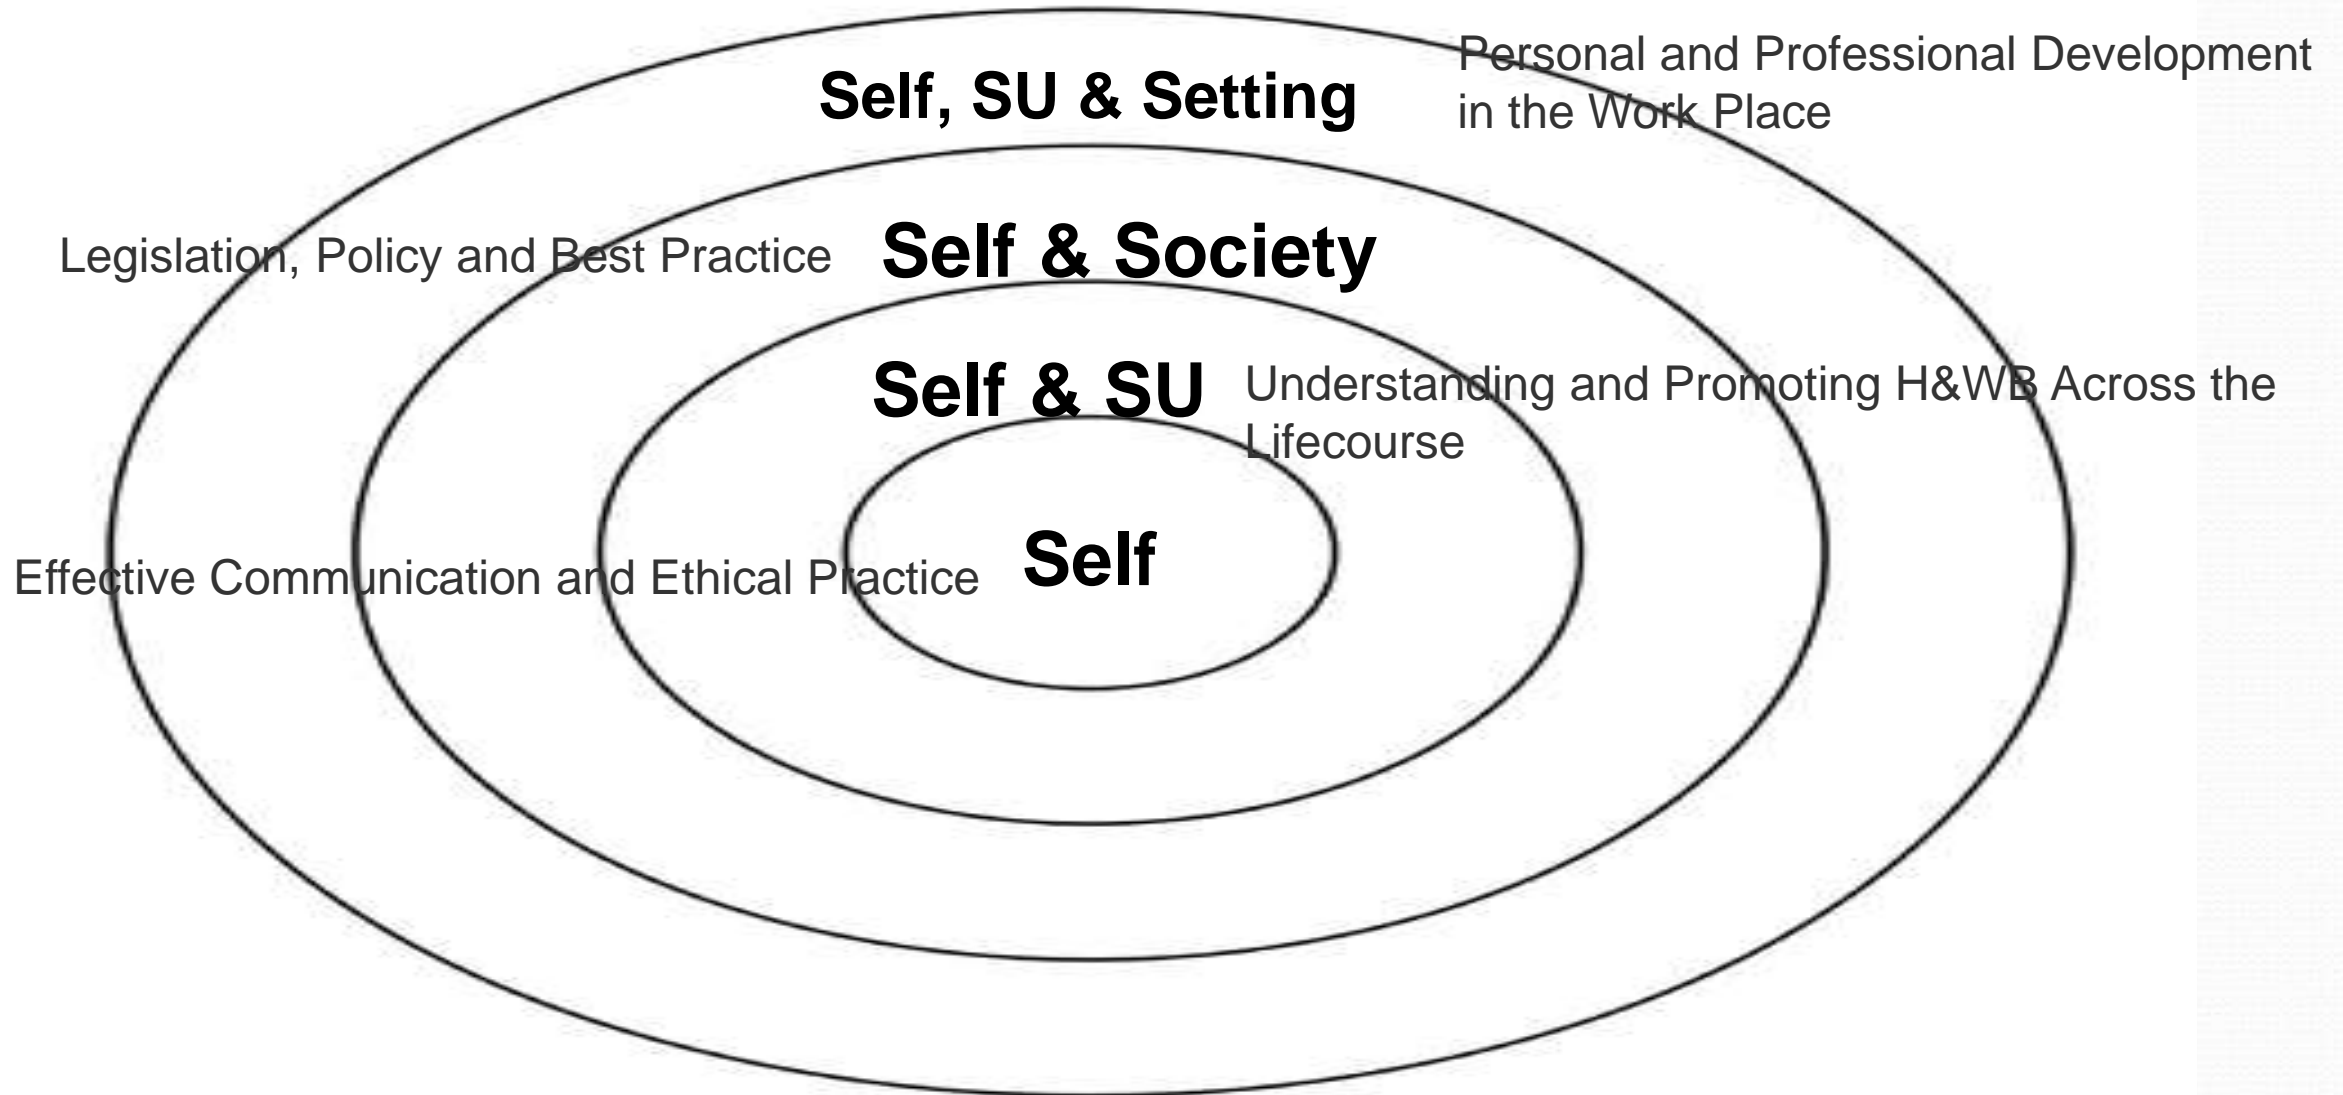 Personal and Professional Development
in the Work Place
Self, SU & Setting
Legislation, Policy and Best Practice
Self & Society
Self & SU
Understanding and Promoting H&WB Across the
Lifecourse
Effective Communication and Ethical Practice
Self